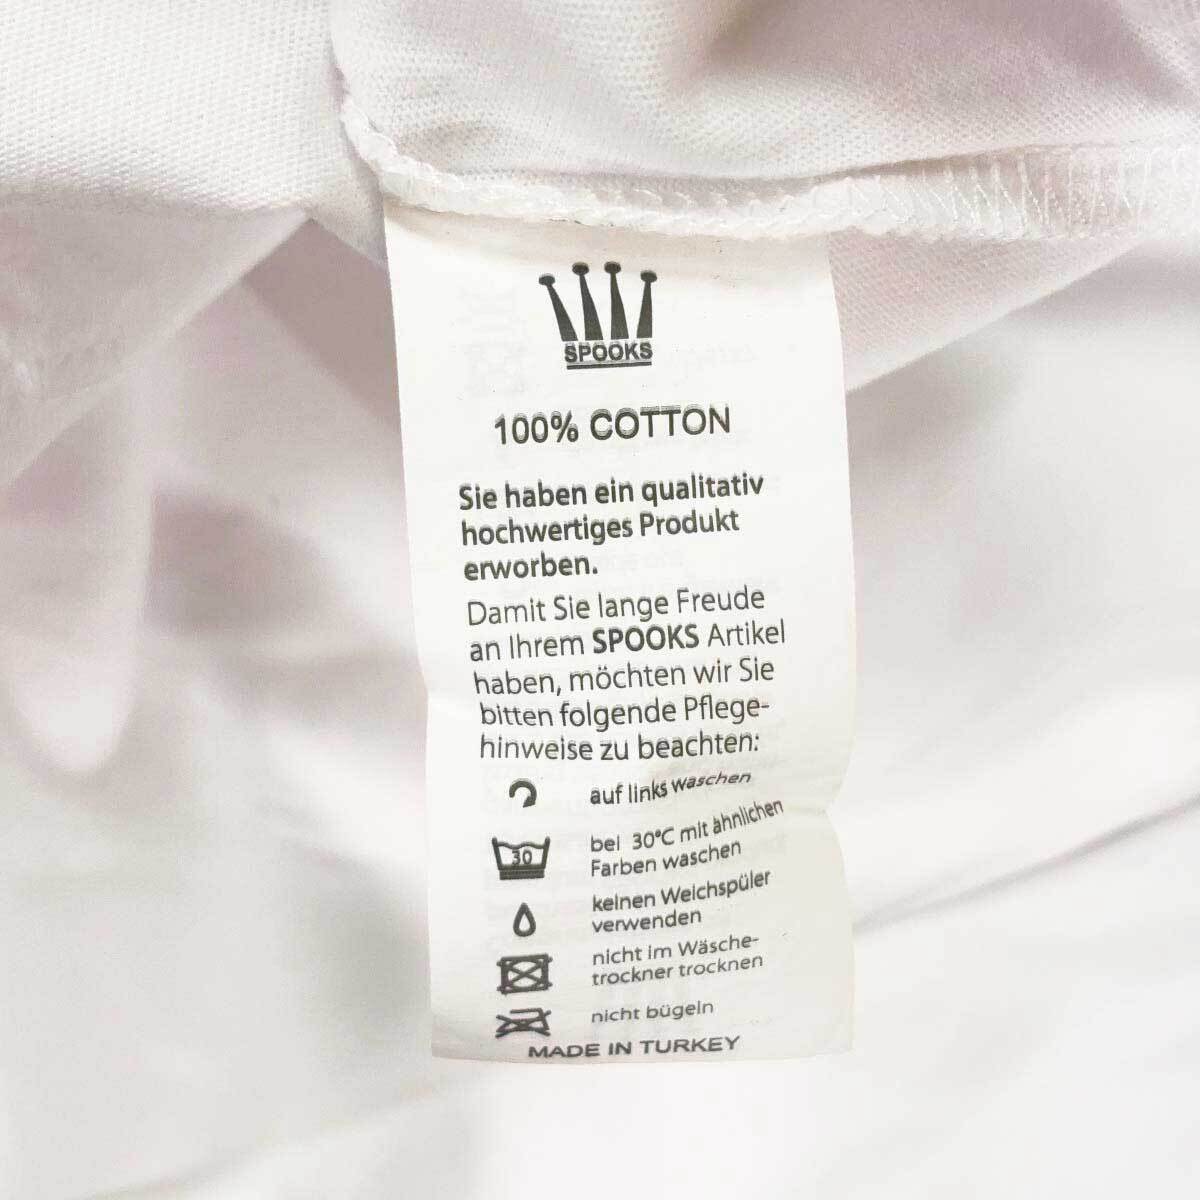 SPOOKS
100% COTTON
Sie haben ein qualitativ
hochwertiges Produkt
erworben.
Damit Sie lange Freude
an Ihrem SPOOKS Artikel
haben, möchten wir Sie
bitten folgende Pflege-
hinweise zu beachten:
auf links waschen
30
bei 30°C mit ähnlichen
Farben waschen
keinen Weichspüler
verwenden
nicht im Wäsche-
trockner trocknen
nicht bügeln
MADE IN TURKEY